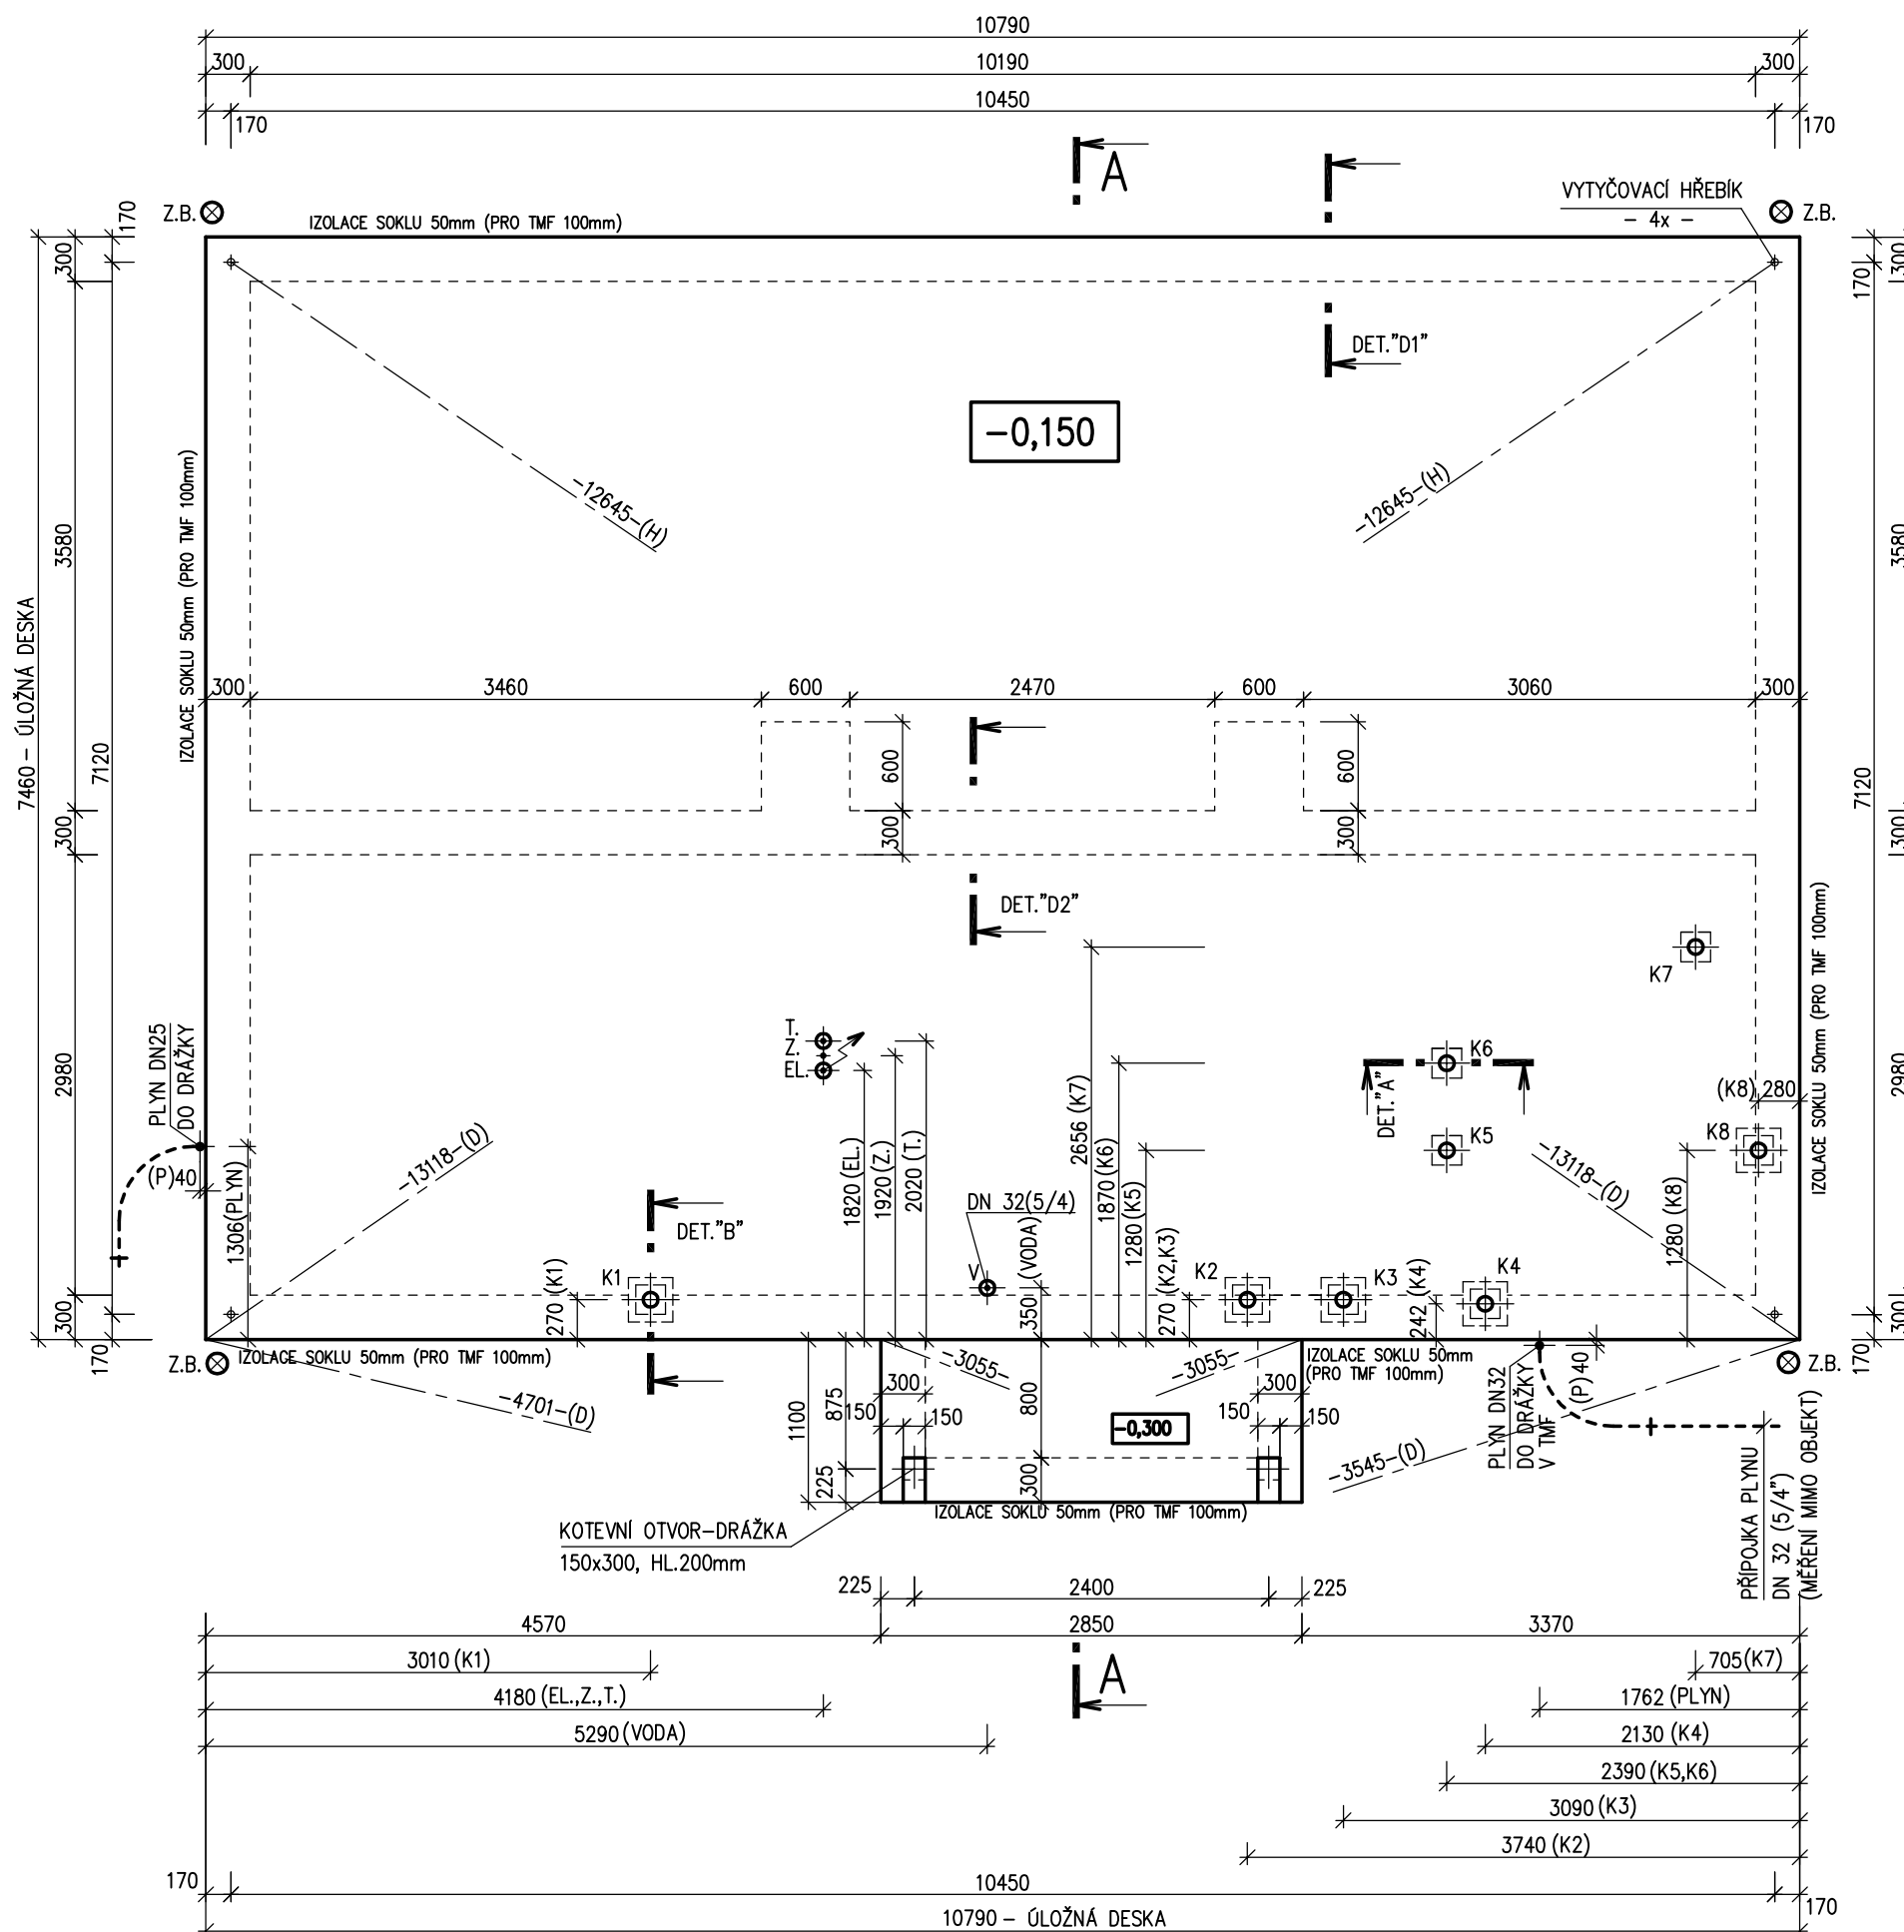 10790
300
10190
300
10450
170
170
A
VYTYČOVACÍ HŘEBÍK
- 4x -
Z.B.
IZOLACE SOKLU 50mm (PRO TMF 100mm)
Z.B.
170
300
300
170
DET."D1"
-0,150
-12645-(H)
-12645-(H)
IZOLACE SOKLU 50mm (PRO TMF 100mm)
3580
3580
7460 - ÚLOŽNÁ DESKA
7120
7120
300
3460
600
2470
600
3060
300
600
600
300
300
300
300
DET."D2"
IZOLACE SOKLU 50mm (PRO TMF 100mm)
K7
T.
Z.
EL.
K6
DET."A"
K5
(K8) 280
K8
2980
2980
PLYN DN25
DO DRÁŽKY
(P)40
1306(PLYN)
-13118-(D)
-13118-(D)
1820 (EL.)
1920 (Z.)
2020 (T.)
2656 (K7)
1870 (K6)
1280 (K5)
1280 (K8)
DN 32(5/4)
V
350 (VODA)
DET."B"
K1
270 (K1)
K2
K3
K4
270 (K2,K3)
242 (K4)
300
300
170
170
Z.B.
IZOLACE SOKLU 50mm (PRO TMF 100mm)
IZOLACE SOKLU 50mm
(PRO TMF 100mm)
Z.B.
-4701-(D)
-3055-
-3055-
-3545-(D)
300
300
150
150
150
150
1100
875
225
800
300
-0,300
IZOLACE SOKLU 50mm (PRO TMF 100mm)
PLYN DN32
DO DRÁŽKY
V TMF
(P) 40
PŘÍPOJKA PLYNU
DN 32 (5/4")
(MĚŘENÍ MIMO OBJEKT)
KOTEVNÍ OTVOR-DRÁŽKA
150x300, HL.200mm
225
2400
225
4570
2850
3370
3010 (K1)
A
705(K7)
4180 (EL.,Z.,T.)
1762 (PLYN)
5290 (VODA)
2130 (K4)
2390 (K5,K6)
3090 (K3)
3740 (K2)
170
10450
170
10790 - ÚLOŽNÁ DESKA